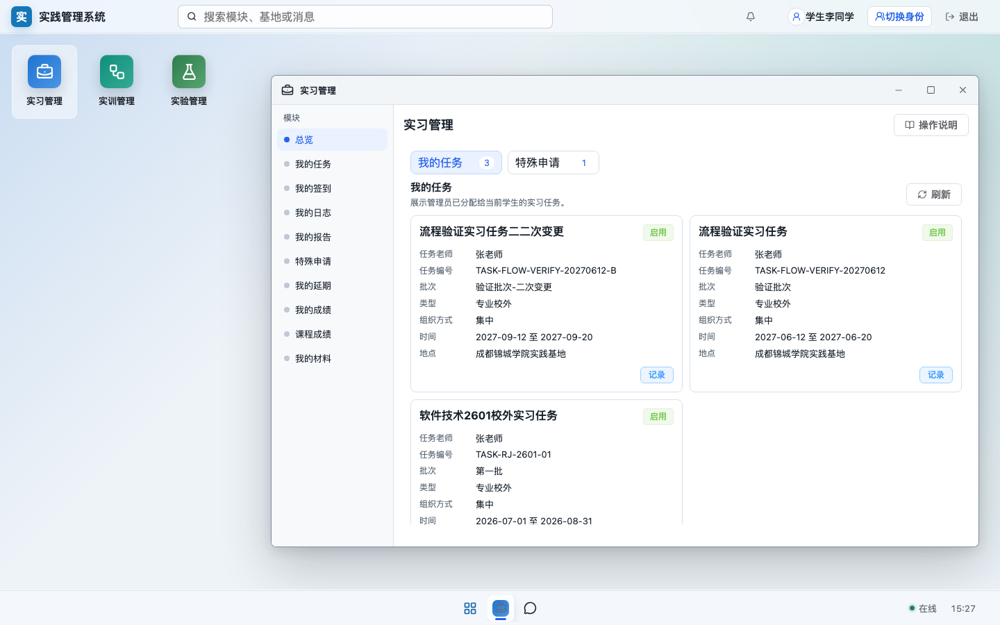 实 实践管理系统
搜索模块、基地或消息
学生李同学
切换身份
退出
实习管理
实训管理
实验管理
实习管理
模块
总览
我的任务
我的签到
我的日志
我的报告
特殊申请
我的延期
我的成绩
课程成绩
我的材料
实习管理
操作说明
我的任务 3
特殊申请 1
我的任务
展示管理员已分配给当前学生的实习任务。
刷新
流程验证实习任务二二次变更 启用
任务老师 张老师
任务编号 TASK-FLOW-VERIFY-20270612-B
批次 验证批次-二次变更
类型 专业校外
组织方式 集中
时间 2027-09-12 至 2027-09-20
地点 成都锦城学院实践基地
记录
流程验证实习任务 启用
任务老师 张老师
任务编号 TASK-FLOW-VERIFY-20270612
批次 验证批次
类型 专业校外
组织方式 集中
时间 2027-06-12 至 2027-06-20
地点 成都锦城学院实践基地
记录
软件技术2601校外实习任务 启用
任务老师 张老师
任务编号 TASK-RJ-2601-01
批次 第一批
类型 专业校外
组织方式 集中
时间 2026-07-01 至 2026-08-31
在线 15:27